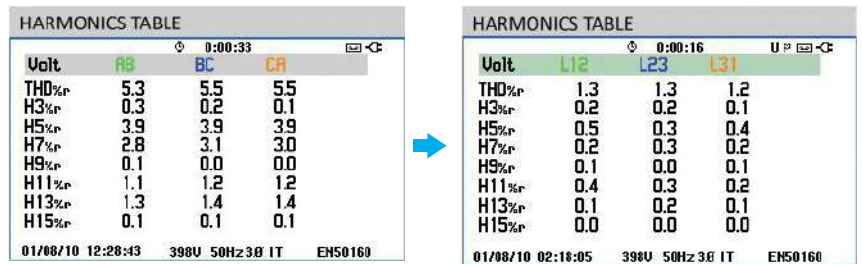 HARMONICS TABLE
0:00:33
Volt AB BC CA
THD%r 5.3 5.5 5.5
H3%r 0.3 0.2 0.1
H5%r 3.9 3.9 3.9
H7%r 2.8 3.1 3.0
H9%r 0.1 0.0 0.0
H11%r 1.1 1.2 1.2
H13%r 1.3 1.4 1.4
H15%r 0.1 0.1 0.1
01/08/10 12:28:43 398V 50Hz 3Ø IT EN50160
HARMONICS TABLE
0:00:16 U P
Volt L12 L23 L31
THD%r 1.3 1.3 1.2
H3%r 0.2 0.2 0.1
H5%r 0.5 0.3 0.4
H7%r 0.2 0.3 0.2
H9%r 0.1 0.0 0.1
H11%r 0.4 0.3 0.2
H13%r 0.1 0.2 0.1
H15%r 0.0 0.0 0.0
01/08/10 02:18:05 398V 50Hz 3Ø IT EN50160